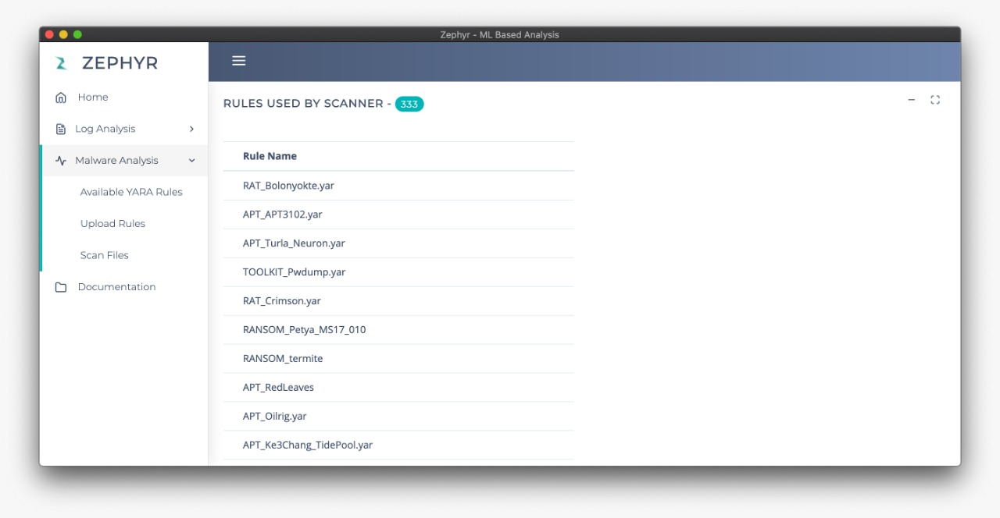 Zephyr - ML Based Analysis
ZEPHYR
Home
Log Analysis
Malware Analysis
Available YARA Rules
Upload Rules
Scan Files
Documentation
RULES USED BY SCANNER - 333
Rule Name
RAT_Bolonyokte.yar
APT_APT3102.yar
APT_Turla_Neuron.yar
TOOLKIT_Pwdump.yar
RAT_Crimson.yar
RANSOM_Petya_MS17_010
RANSOM_termite
APT_RedLeaves
APT_Oilrig.yar
APT_Ke3Chang_TidePool.yar